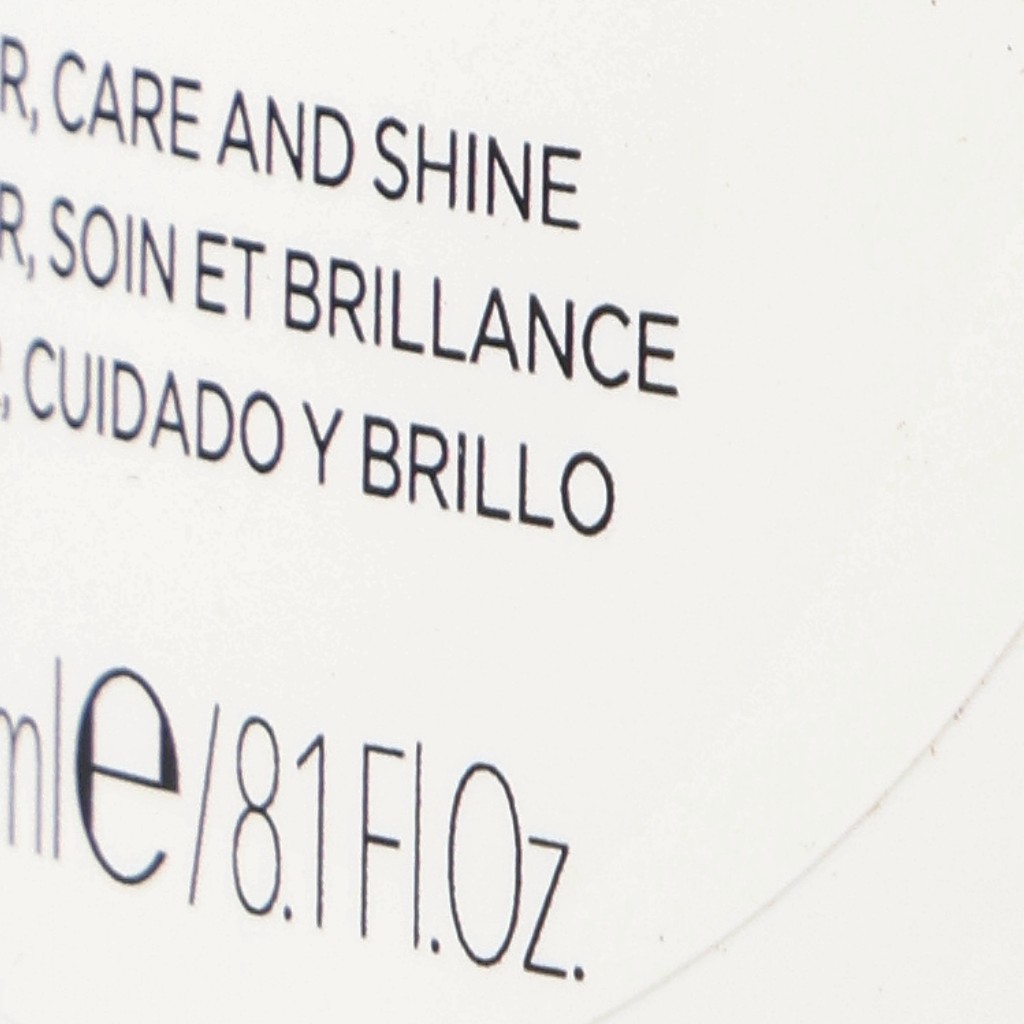 R, CARE AND SHINE
R, SOIN ET BRILLANCE
, CUIDADO Y BRILLO
ml e / 8.1 Fl.Oz.